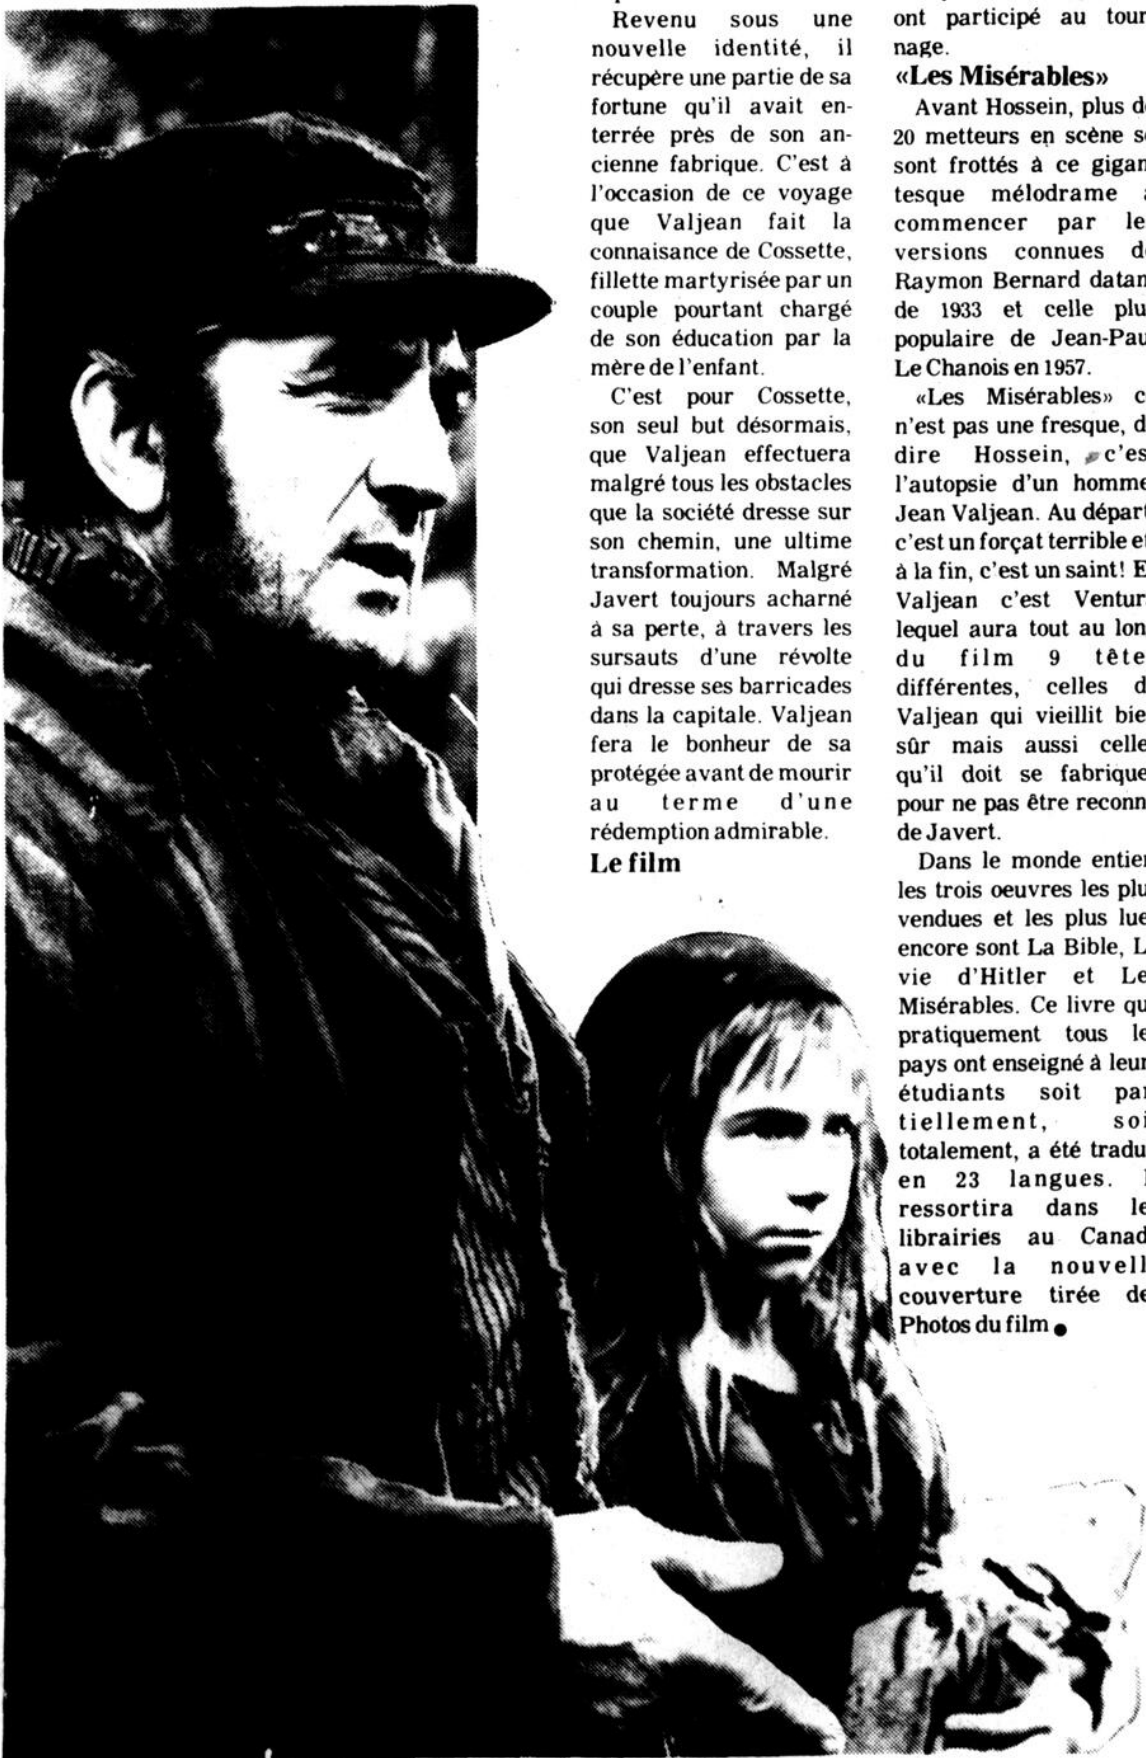 Revenu sous une
nouvelle identité, il
récupère une partie de sa
fortune qu'il avait en-
terrée près de son an-
cienne fabrique. C'est à
l'occasion de ce voyage
que Valjean fait la
connaisance de Cossette,
fillette martyrisée par un
couple pourtant chargé
de son éducation par la
mère de l'enfant.
C'est pour Cossette,
son seul but désormais,
que Valjean effectuera
malgré tous les obstacles
que la société dresse sur
son chemin, une ultime
transformation. Malgré
Javert toujours acharné
à sa perte, à travers les
sursauts d'une révolte
qui dresse ses barricades
dans la capitale. Valjean
fera le bonheur de sa
protégée avant de mourir
au terme d'une
rédemption admirable.
Le film
ont participé au tour
nage.
«Les Misérables»
Avant Hossein, plus d
20 metteurs en scène s
sont frottés à ce gigan
tesque mélodrame
commencer par le
versions connues d
Raymon Bernard datan
de 1933 et celle plu
populaire de Jean-Pau
Le Chanois en 1957.
«Les Misérables» c
n'est pas une fresque, d
dire Hossein, c'es
l'autopsie d'un homme
Jean Valjean. Au départ
c'est un forçat terrible et
à la fin, c'est un saint! E
Valjean c'est Ventur
lequel aura tout au lon
du film 9 tête
différentes, celles d
Valjean qui vieillit bie
sûr mais aussi celle
qu'il doit se fabrique
pour ne pas être reconn
de Javert.
Dans le monde entier
les trois oeuvres les plu
vendues et les plus lue
encore sont La Bible, L
vie d'Hitler et Le
Misérables. Ce livre qu
pratiquement tous le
pays ont enseigné à leur
étudiants soit par
tiellement, soi
totalement, a été tradui
en 23 langues. I
ressortira dans le
librairies au Canad
avec la nouvell
couverture tirée de
Photos du film ●